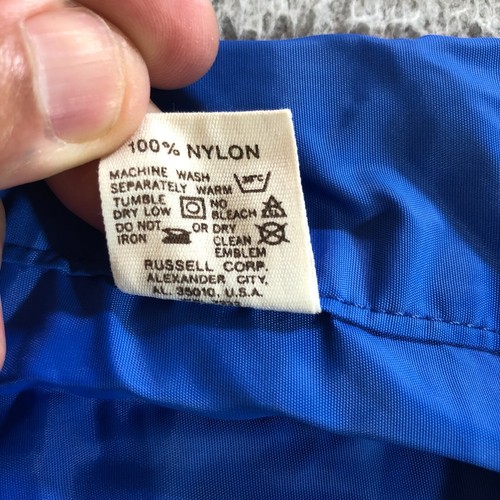 100% NYLON
MACHINE WASH
SEPARATELY WARM 30°C
TUMBLE NO
DRY LOW BLEACH
DO NOT OR DRY
IRON CLEAN
EMBLEM
RUSSELL CORP.
ALEXANDER CITY.
AL. 35010, U.S.A.